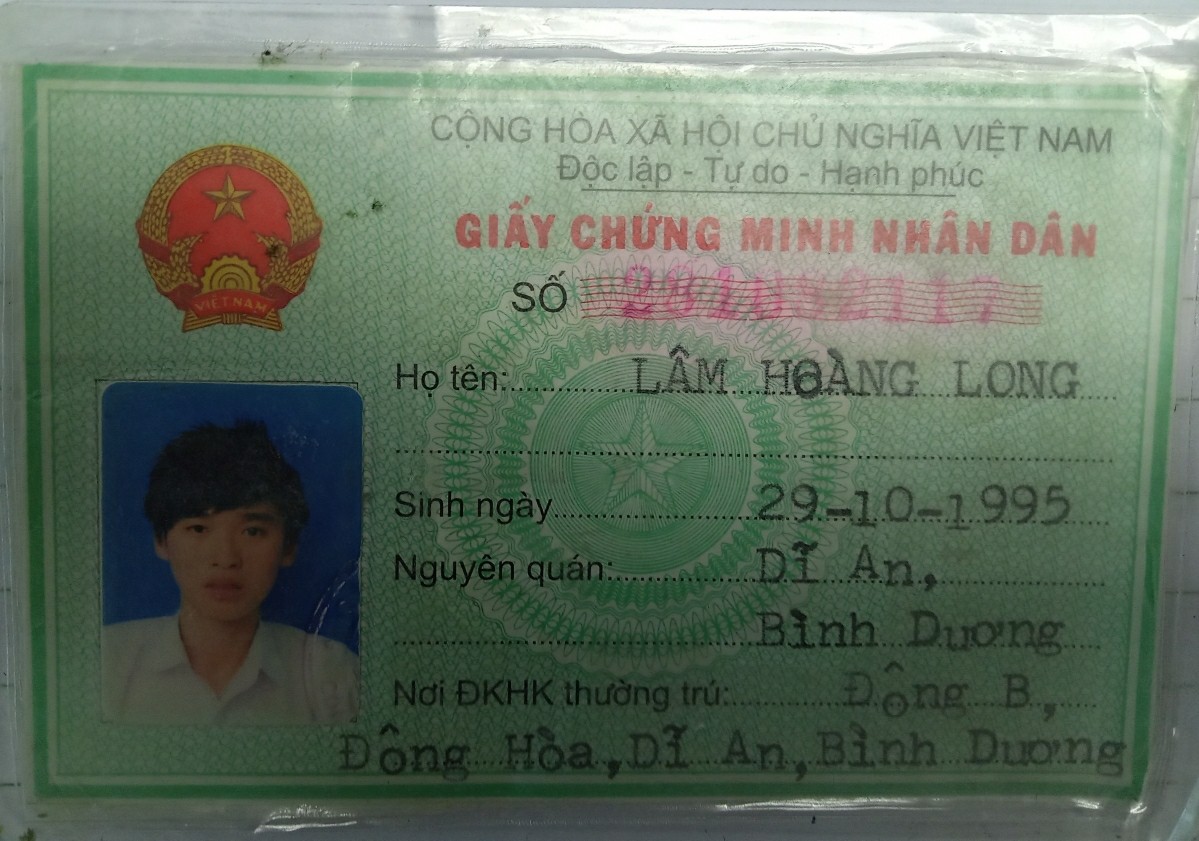 CỘNG HÒA XÃ HỘI CHỦ NGHĨA VIỆT NAM
Độc lập - Tự do - Hạnh phúc
GIẤY CHỨNG MINH NHÂN DÂN
SỐ
VIỆT NAM
Họ tên: LÂM HOÀNG LONG
Sinh ngày 29-10-1995
Nguyên quán: Dĩ An,
Bình Dương
Nơi ĐKHK thường trú: Đông B,
Đông Hòa, Dĩ An, Bình Dương